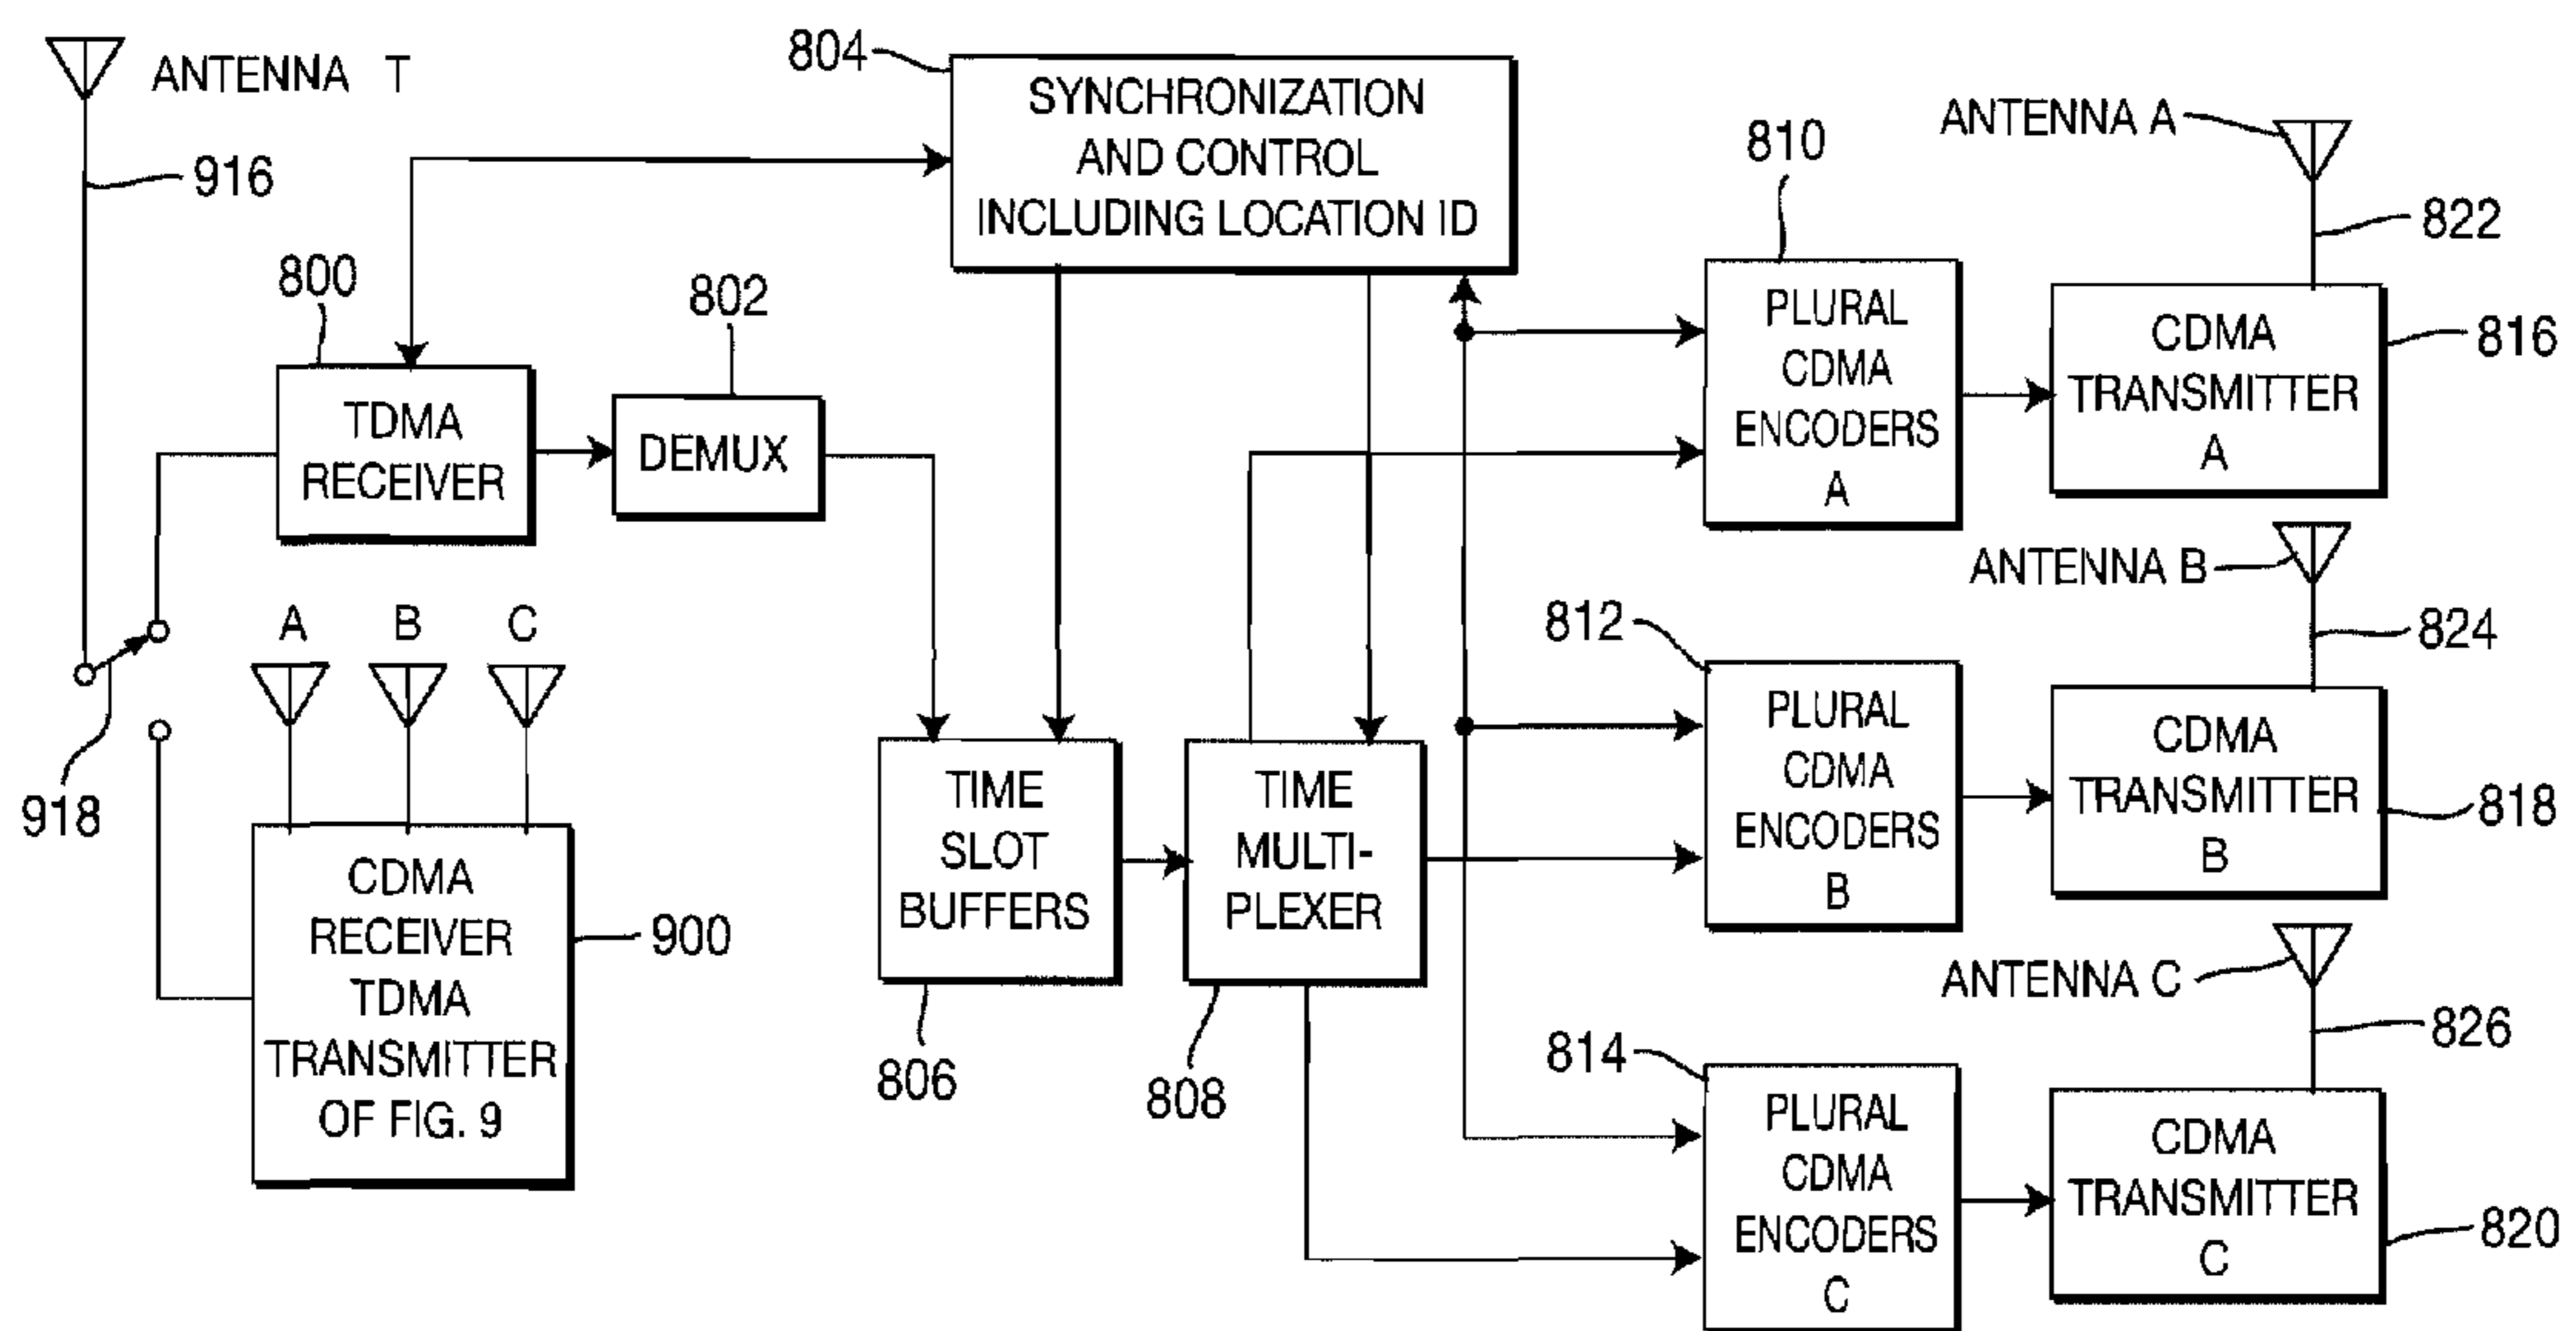 ANTENNA T
916
804
SYNCHRONIZATION
AND CONTROL
INCLUDING LOCATION ID
800
TDMA
RECEIVER
802
DEMUX
918
A B C
CDMA
RECEIVER
TDMA
TRANSMITTER
OF FIG. 9
900
TIME
SLOT
BUFFERS
806
TIME
MULTI-
PLEXER
808
810
PLURAL
CDMA
ENCODERS
A
ANTENNA A
822
CDMA
TRANSMITTER
A
816
812
PLURAL
CDMA
ENCODERS
B
ANTENNA B
824
CDMA
TRANSMITTER
B
818
814
PLURAL
CDMA
ENCODERS
C
ANTENNA C
826
CDMA
TRANSMITTER
C
820